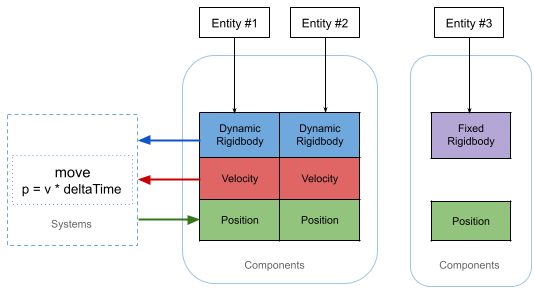 Entity #1
Entity #2
Entity #3
Dynamic
Rigidbody
Dynamic
Rigidbody
Fixed
Rigidbody
move
p = v * deltaTime
Velocity
Velocity
Systems
Position
Position
Position
Components
Components